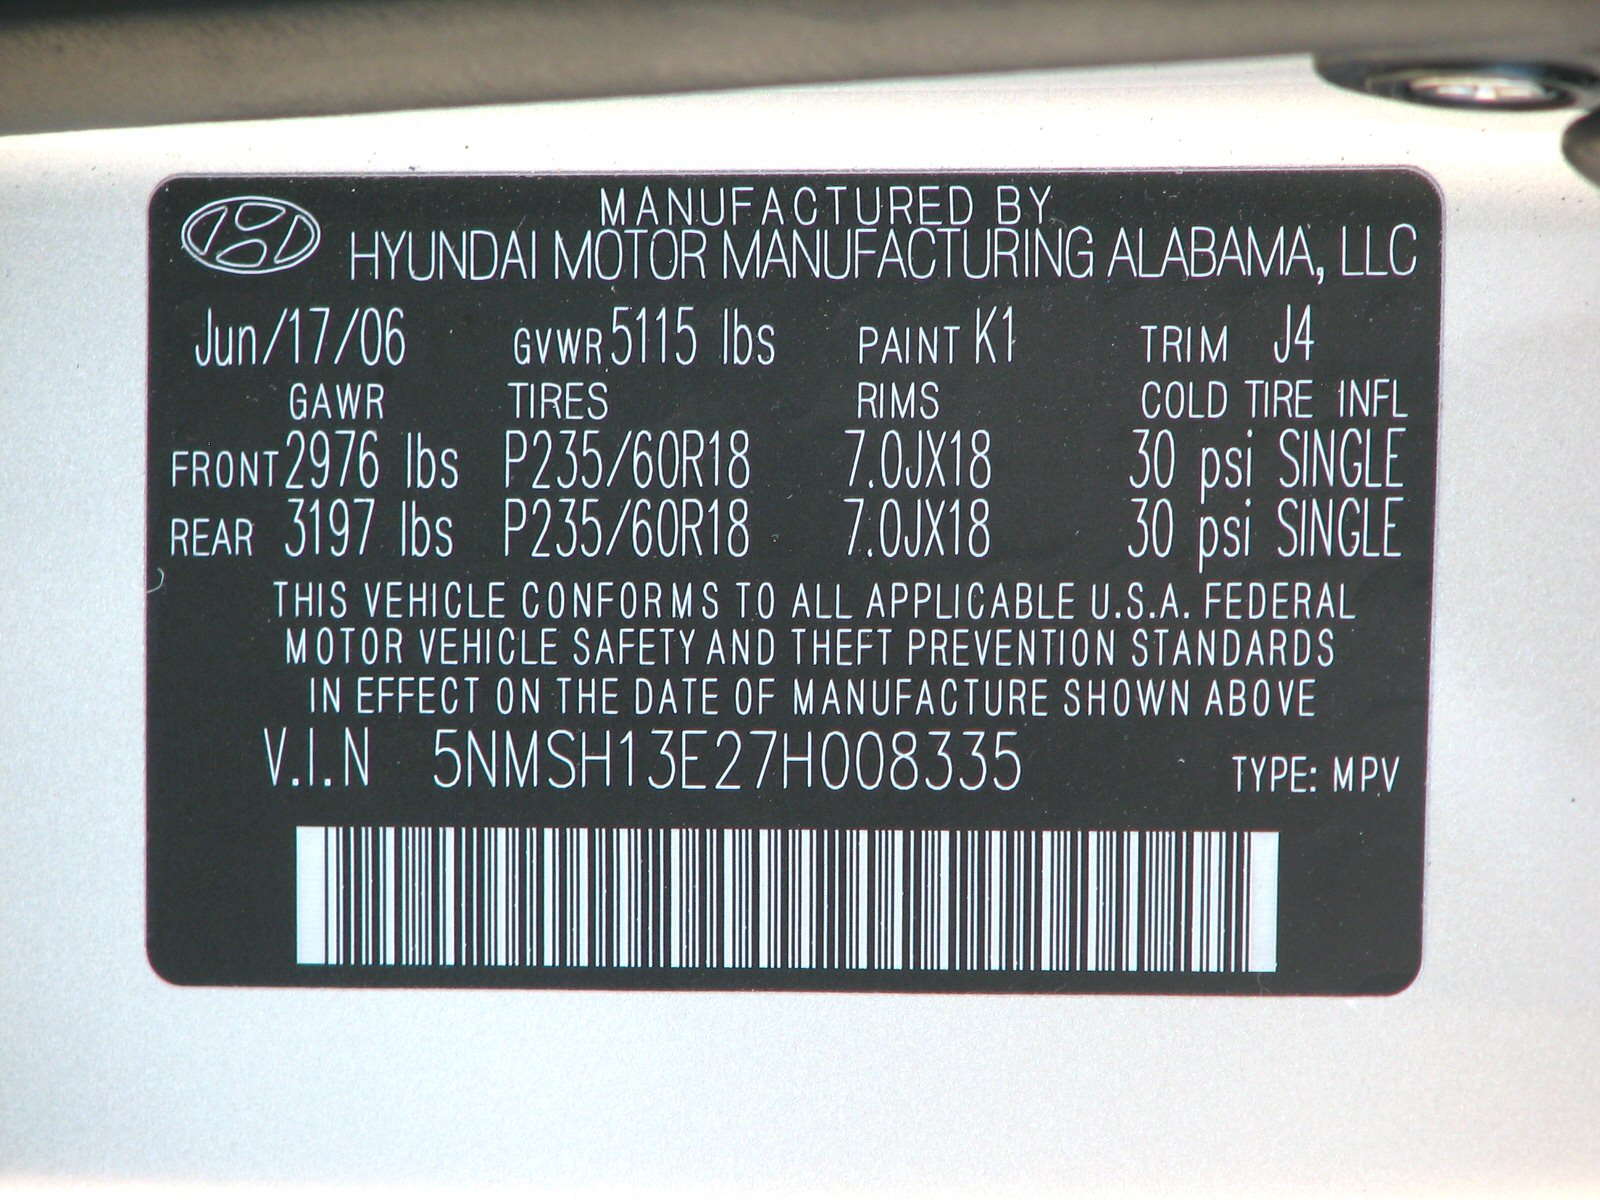 MANUFACTURED BY
HYUNDAI MOTOR MANUFACTURING ALABAMA, LLC
Jun/17/06 GVWR 5115 lbs PAINT K1 TRIM J4
GAWR TIRES RIMS COLD TIRE INFL
FRONT 2976 lbs P235/60R18 7.0JX18 30 psi SINGLE
REAR 3197 lbs P235/60R18 7.0JX18 30 psi SINGLE
THIS VEHICLE CONFORMS TO ALL APPLICABLE U.S.A. FEDERAL
MOTOR VEHICLE SAFETY AND THEFT PREVENTION STANDARDS
IN EFFECT ON THE DATE OF MANUFACTURE SHOWN ABOVE
V.I.N 5NMSH13E27H008335 TYPE: MPV